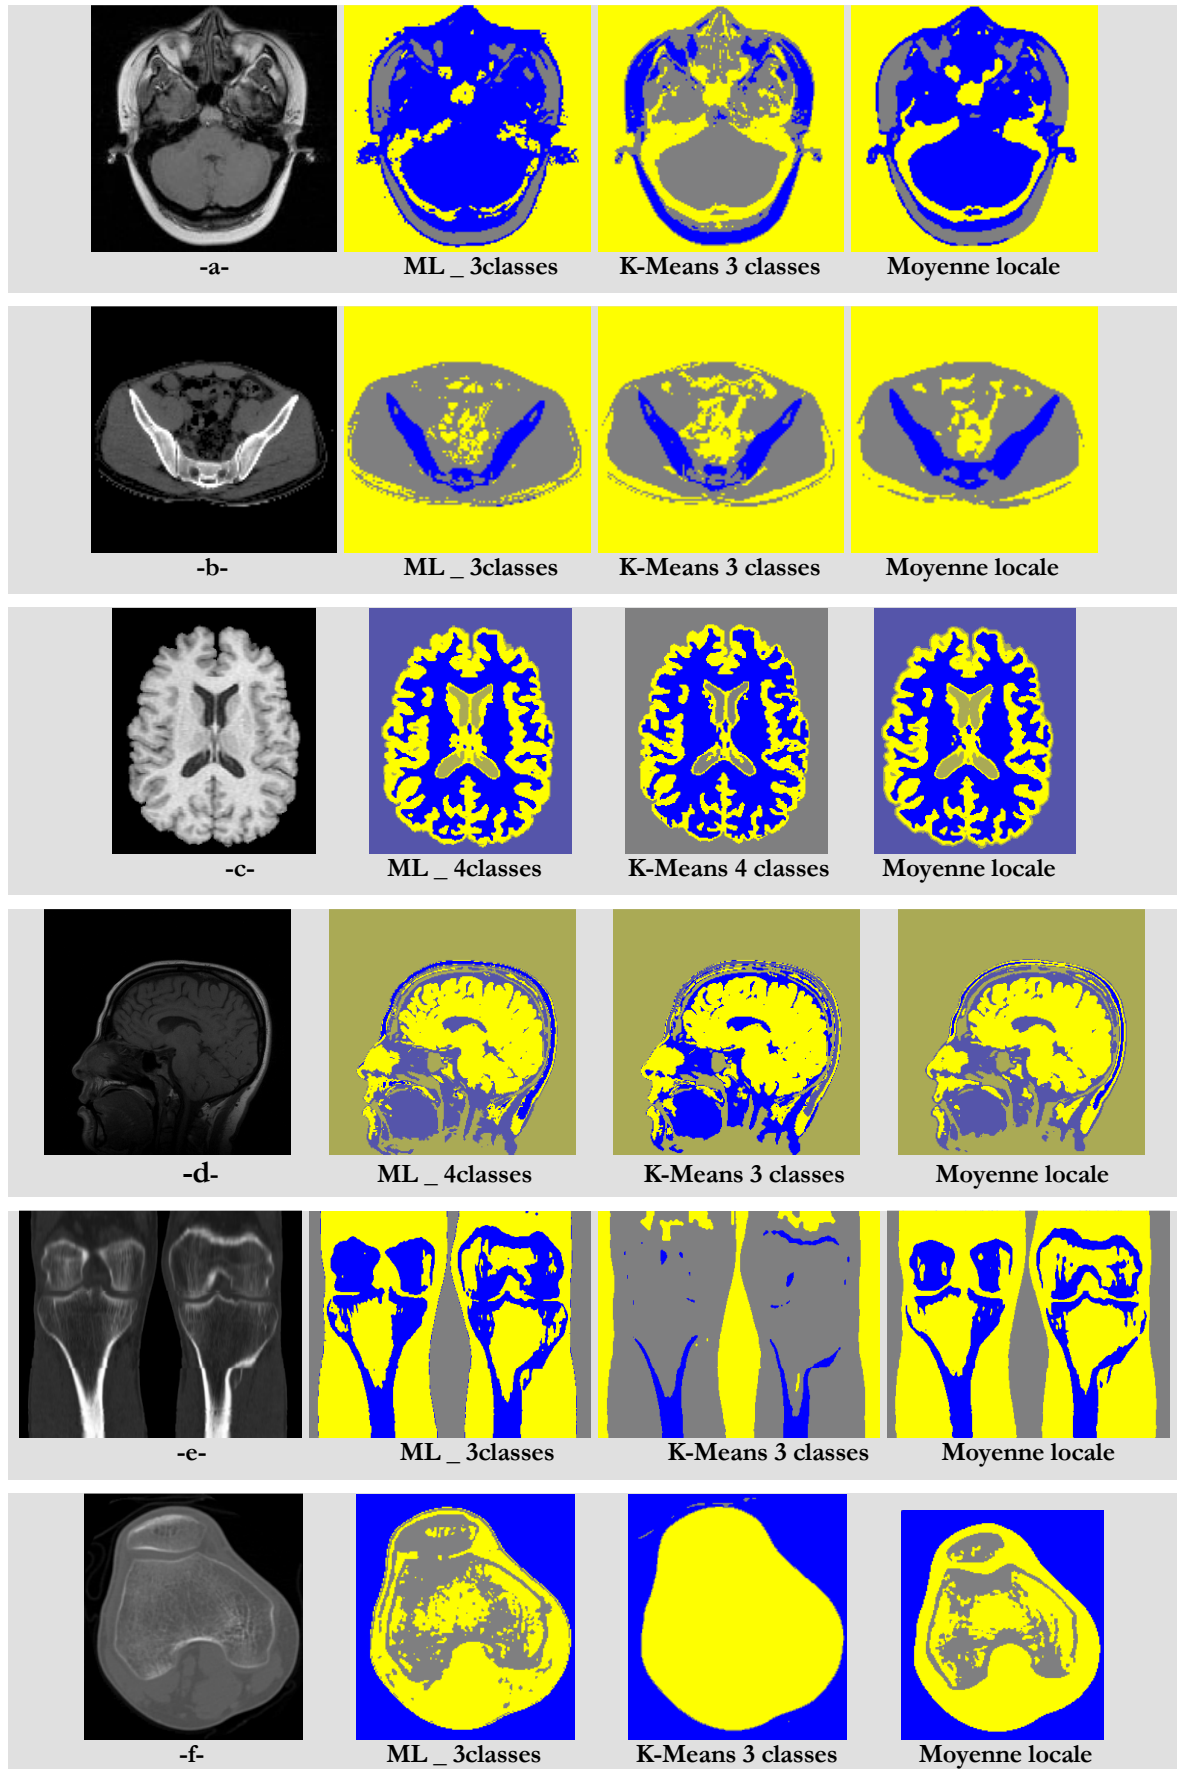 -a- ML _ 3classes K-Means 3 classes Moyenne locale
-b- ML _ 3classes K-Means 3 classes Moyenne locale
-c- ML _ 4classes K-Means 4 classes Moyenne locale
-d- ML _ 4classes K-Means 3 classes Moyenne locale
-e- ML _ 3classes K-Means 3 classes Moyenne locale
-f- ML _ 3classes K-Means 3 classes Moyenne locale